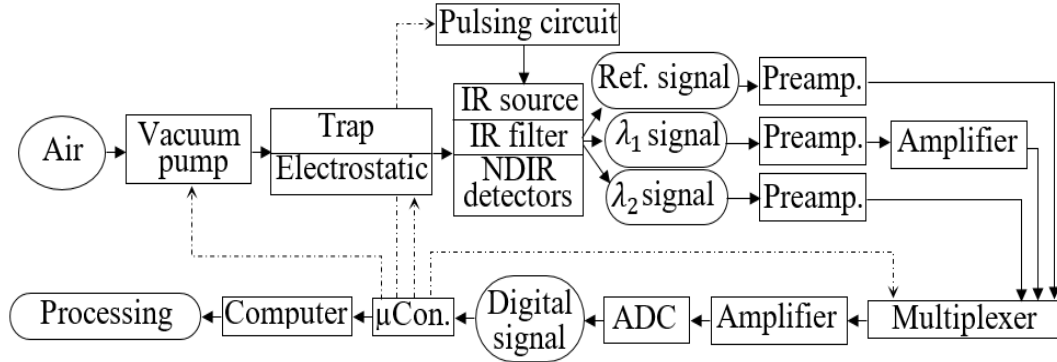 Pulsing circuit
Ref. signal
Preamp.
IR source
Air
Vacuum
pump
Trap
Electrostatic
IR filter
NDIR
detectors
λ₁ signal
Preamp.
Amplifier
λ₂ signal
Preamp.
Processing
Computer
μCon.
Digital
signal
ADC
Amplifier
Multiplexer